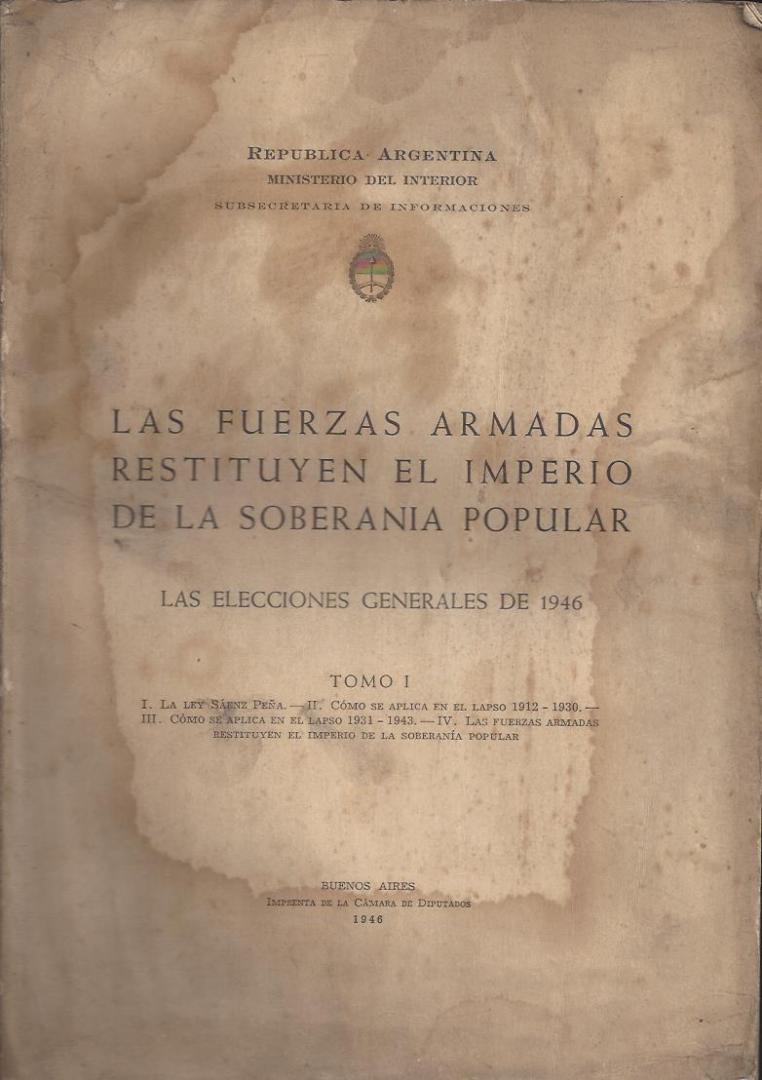 REPUBLICA ARGENTINA
MINISTERIO DEL INTERIOR
SUBSECRETARIA DE INFORMACIONES
LAS FUERZAS ARMADAS
RESTITUYEN EL IMPERIO
DE LA SOBERANIA POPULAR
LAS ELECCIONES GENERALES DE 1946
TOMO I
I. LA LEY SÁENZ PEÑA. — II. CÓMO SE APLICA EN EL LAPSO 1912 - 1930. —
III. CÓMO SE APLICA EN EL LAPSO 1931 - 1943. — IV. LAS FUERZAS ARMADAS
RESTITUYEN EL IMPERIO DE LA SOBERANÍA POPULAR
BUENOS AIRES
IMPRENTA DE LA CÁMARA DE DIPUTADOS
1946